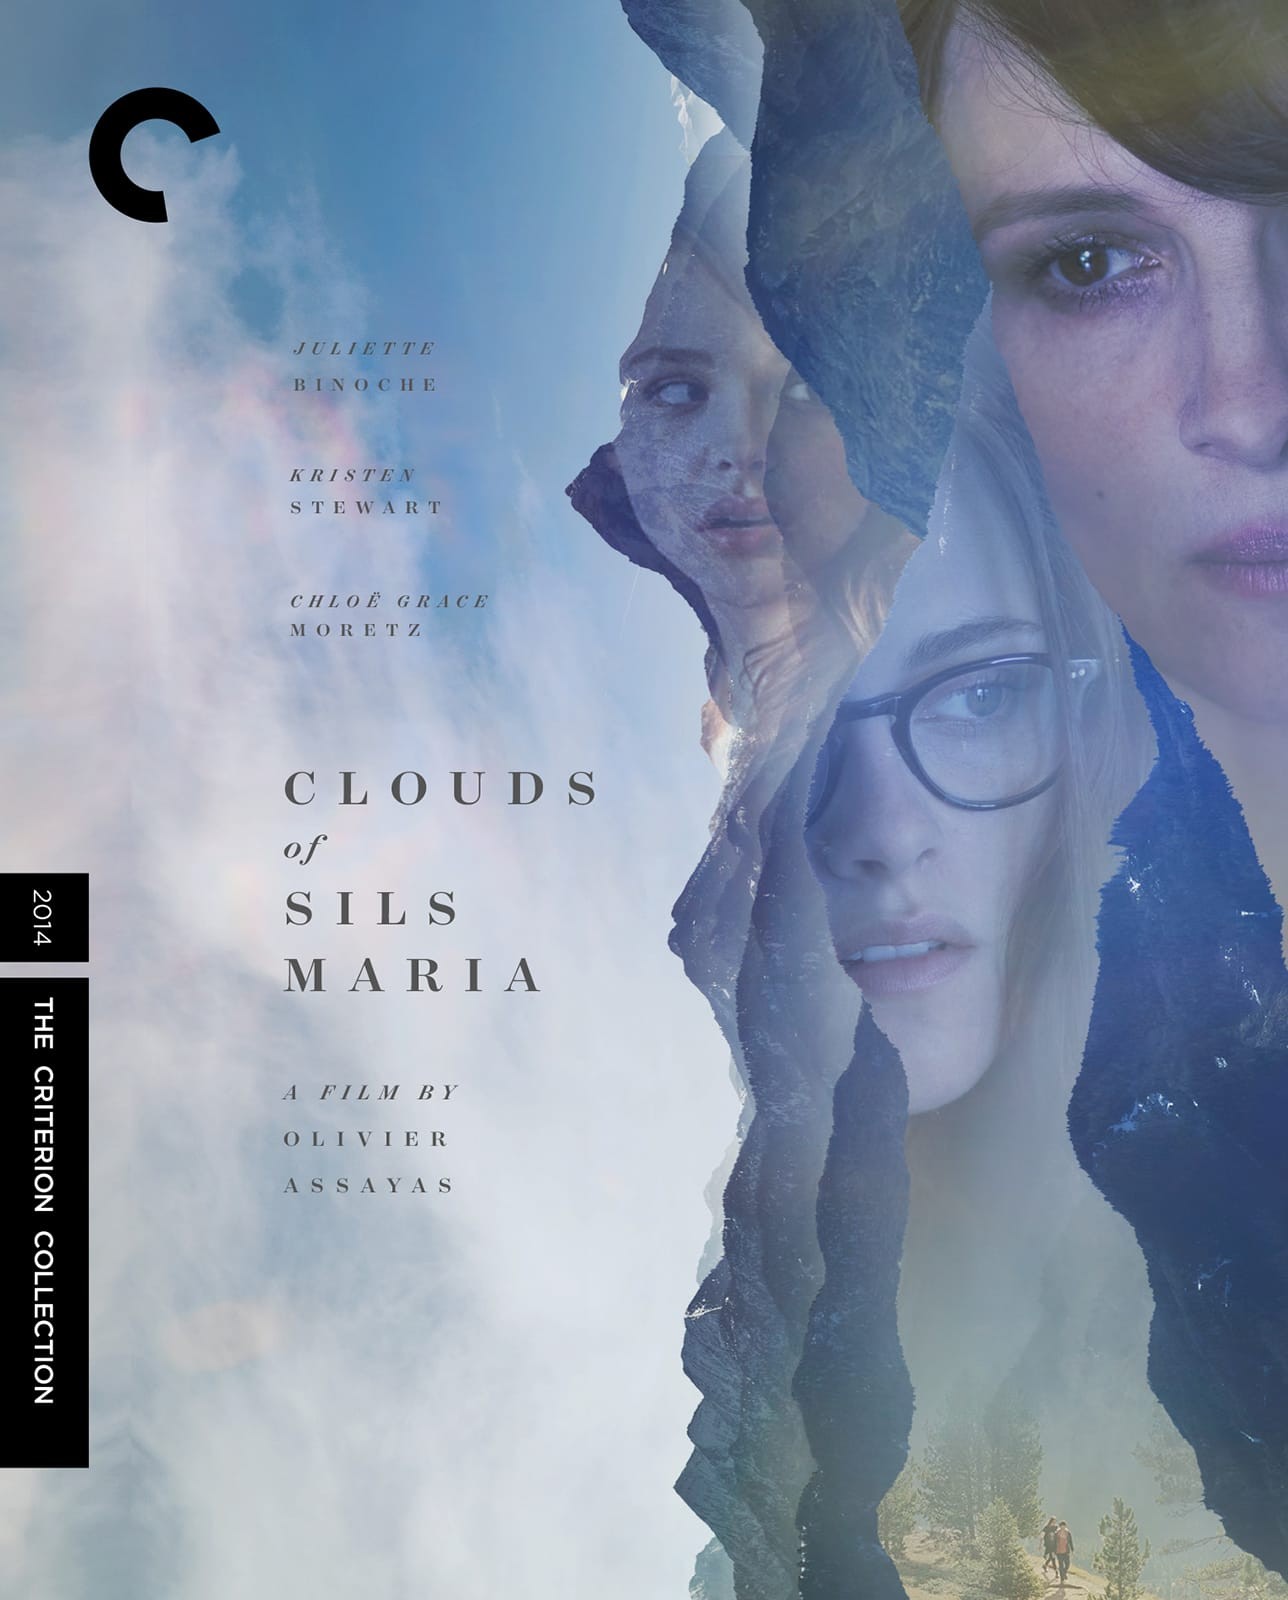 JULIETTE
BINOCHE
KRISTEN
STEWART
CHLOË GRACE
MORETZ
CLOUDS
of
SILS
MARIA
A FILM BY
OLIVIER
ASSAYAS
2014
THE CRITERION COLLECTION